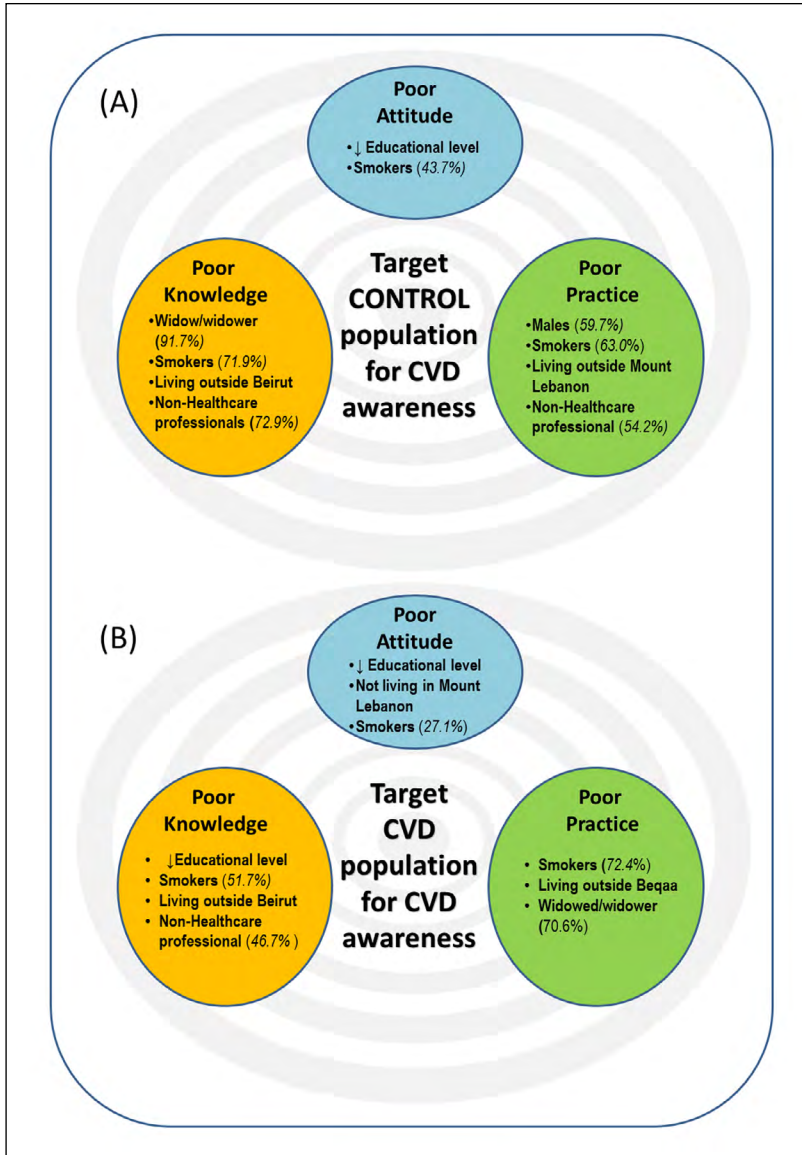 (A)
Poor
Attitude
•↓ Educational level
•Smokers (43.7%)
Poor
Knowledge
•Widow/widower
(91.7%)
•Smokers (71.9%)
•Living outside Beirut
•Non-Healthcare
professionals (72.9%)
Target
CONTROL
population
for CVD
awareness
Poor
Practice
•Males (59.7%)
•Smokers (63.0%)
•Living outside Mount
Lebanon
•Non-Healthcare
professional (54.2%)
(B)
Poor
Attitude
•↓ Educational level
•Not living in Mount
Lebanon
•Smokers (27.1%)
Poor
Knowledge
• ↓Educational level
• Smokers (51.7%)
• Living outside Beirut
• Non-Healthcare
professional (46.7% )
Target
CVD
population
for CVD
awareness
Poor
Practice
• Smokers (72.4%)
• Living outside Beqaa
• Widowed/widower
(70.6%)